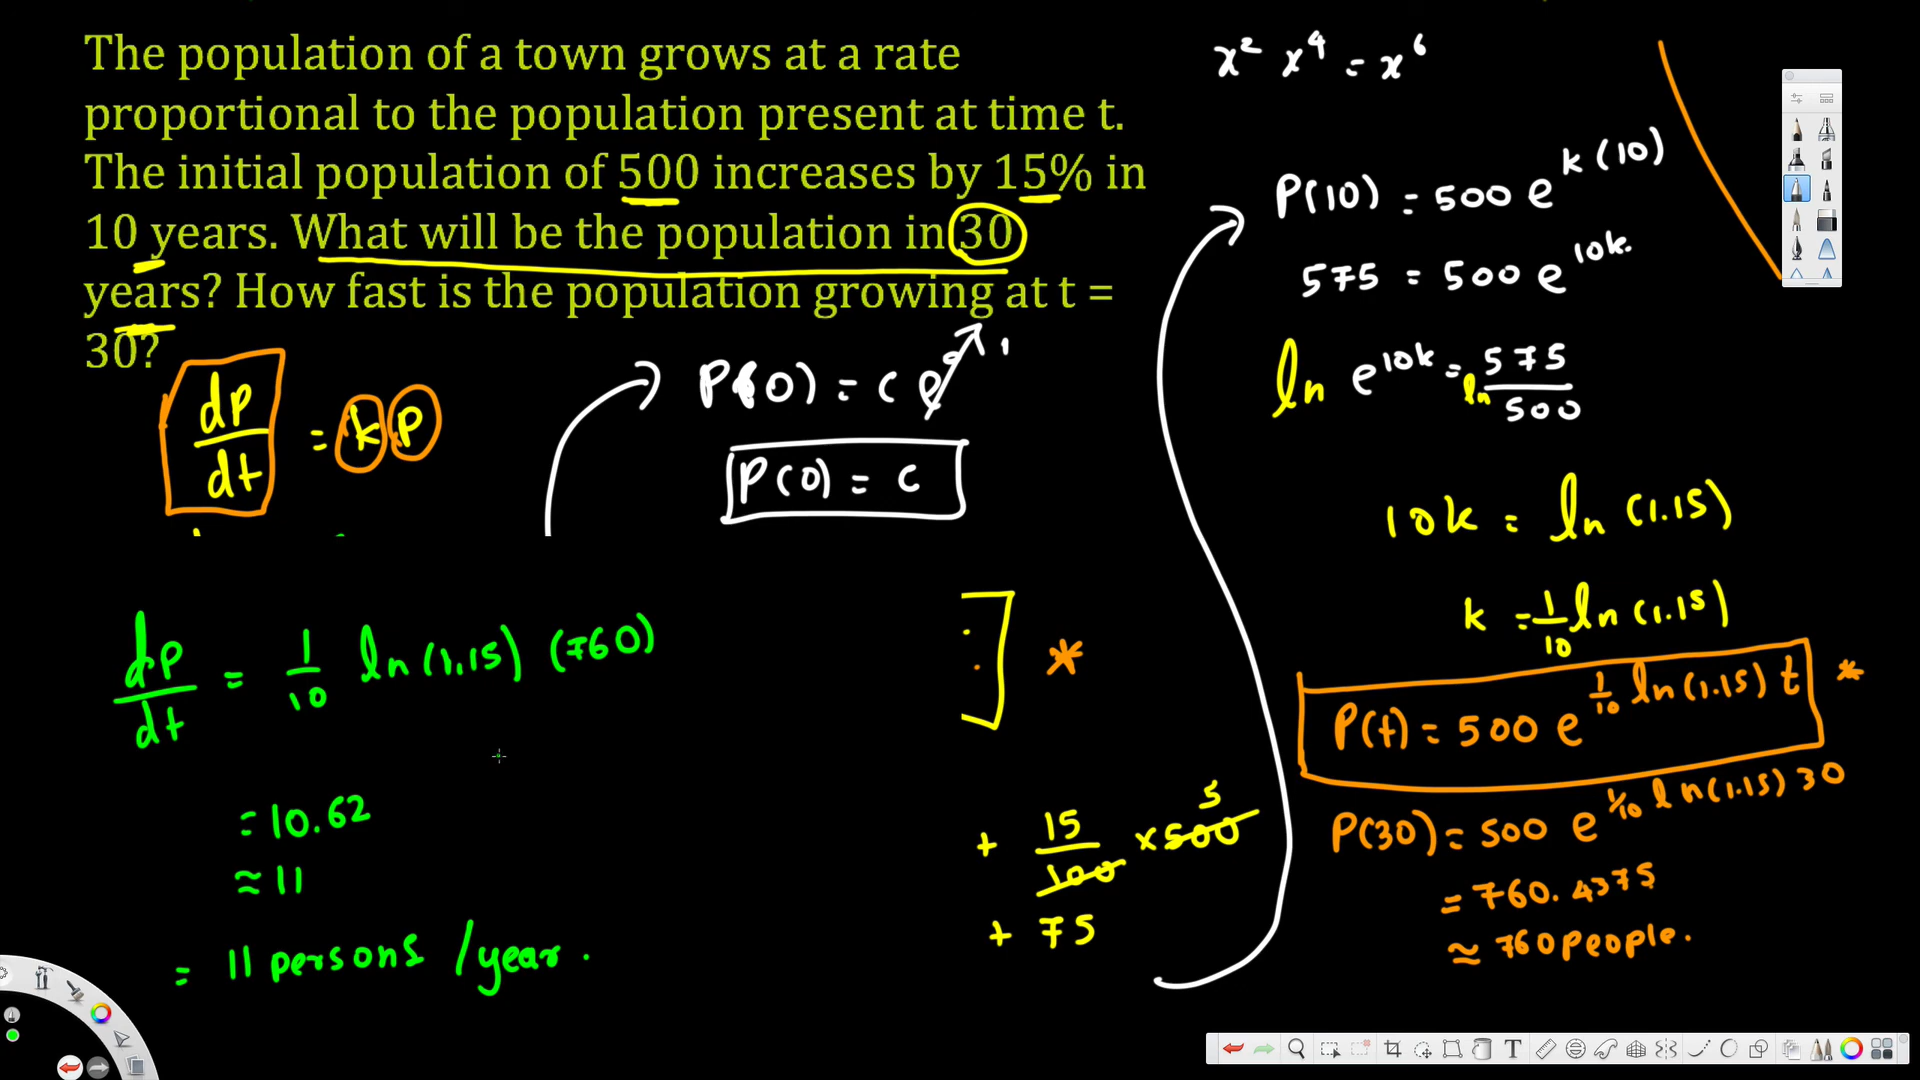 The population of a town grows at a rate
proportional to the population present at time t.
The initial population of 500 increases by 15% in
10 years. What will be the population in 30
years? How fast is the population growing at t =
30?
dp/dt = k p
P(0) = c e^0 1
P(0) = c
dp/dt = 1/10 ln(1.15) (760)
= 10.62
≈ 11
= 11 persons /year.
*
+ 15/100 × 500 5
+ 75
x² x⁴ = x⁶
P(10) = 500 e^k(10)
575 = 500 e^10k.
ln e^10k = ln 575/500
10k = ln(1.15)
k = 1/10 ln(1.15)
P(t) = 500 e^1/10 ln(1.15) t *
P(30) = 500 e^1/10 ln(1.15) 30
= 760.4375
≈ 760 people.
T